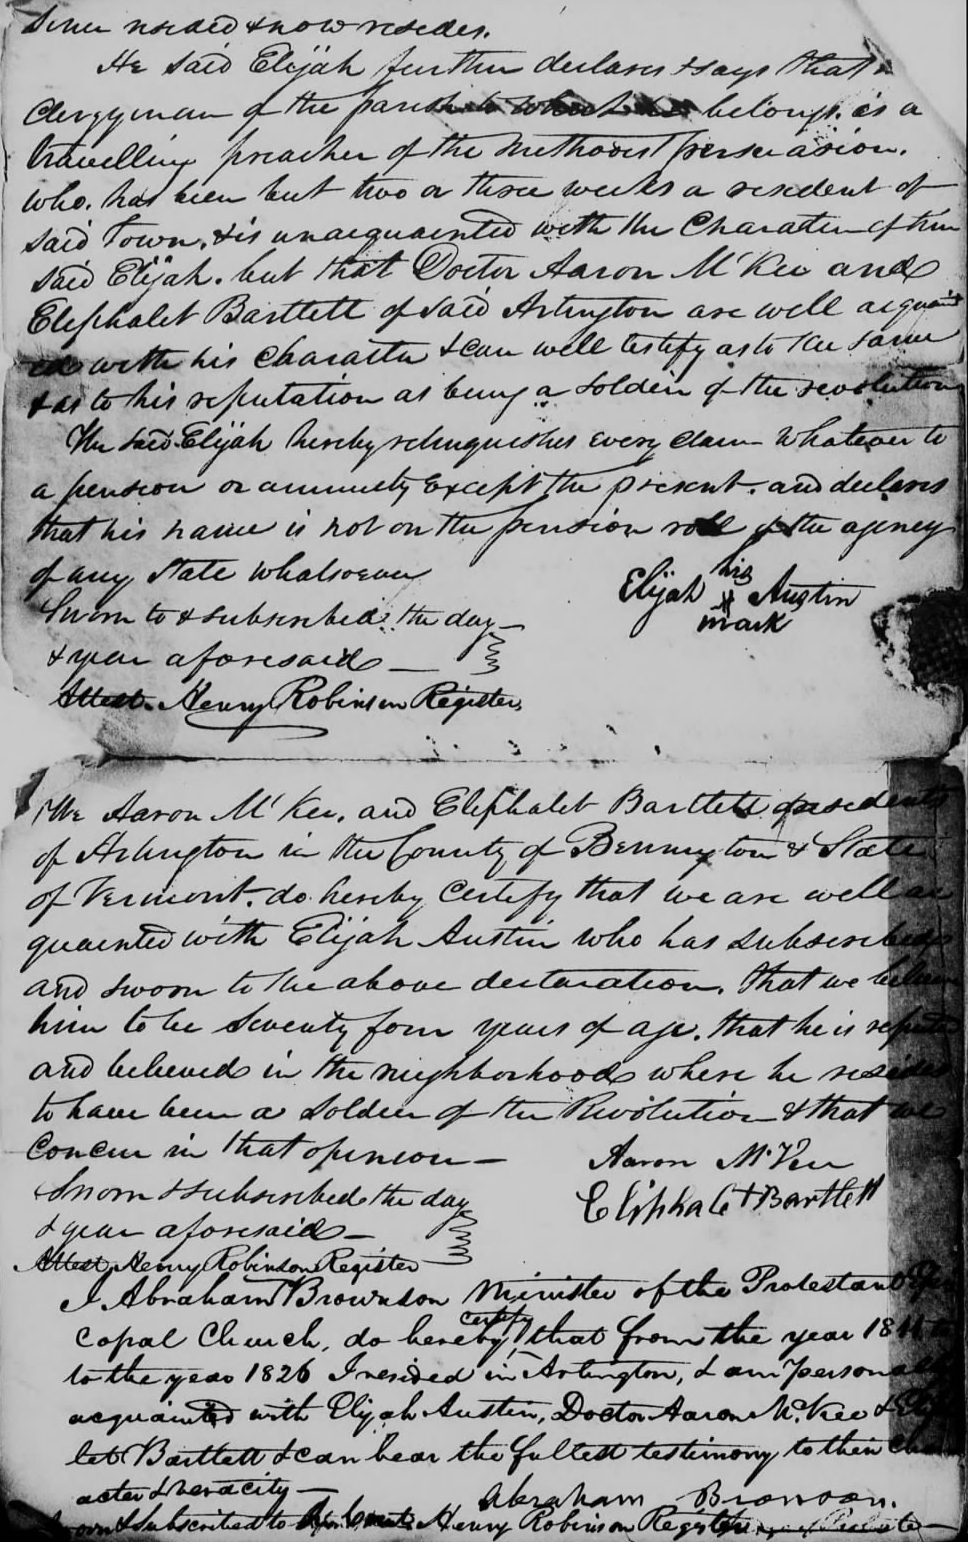 since resided & now resides.
He said Elijah further declares & says that
Clergyman of the parish to which he belongs is a
travelling preacher of the Methodist persuasion.
who has been but two or three weeks a resident of
said Town, & is unacquainted with the Character of him
said Elijah. but that Doctor Aaron McKee and
Eliphalet Bartlett of said Arlington are well acquaint
ed with his character & can well testify as to the same
& as to his reputation as being a soldier of the revolution
The said Elijah hereby relinquishes every claim whatever to
a pension or annuity except the present. and declares
that his name is not on the pension roll of the agency
of any State whatsoever
Elijah his Austin
mark
Sworn to & subscribed the day
& year aforesaid
Attest. Henry Robinson Register
We Aaron McKee, and Eliphalet Bartlett residents
of Arlington in the County of Bennington & State
of Vermont. do hereby Certify that we are well ac
quainted with Elijah Austin who has subscribed
and sworn to the above declaration. that we believe
him to be Seventy four years of age. that he is reputed
and believed in the neighborhood where he resides
to have been a Soldier of the Revolution & that we
concur in that opinion
Aaron McKee
Sworn & subscribed the day
Eliphalet Bartlett
& year aforesaid
Attest Henry Robinson Register
I Abraham Brownson Minister of the Protestant Epis
copal Church, do hereby certify that from the year
to the year 1826 I resided in Arlington, & am personally
acquainted with Elijah Austin, Doctor Aaron McKee & Elipha
let Bartlett & can bear the fullest testimony to their char
acter & veracity
Abraham Bronson.
Sworn & Subscribed to Henry Robinson Register